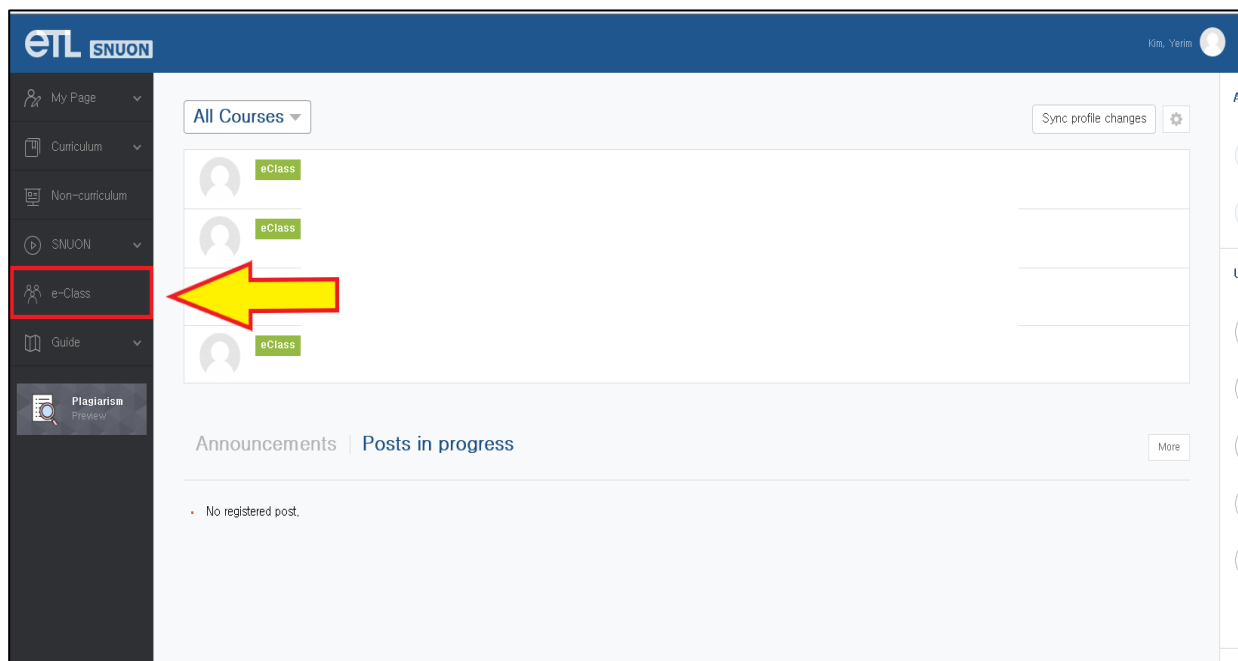 eTL SNUON
Kim, Yerim
My Page
Curriculum
Non-curriculum
SNUON
e-Class
Guide
Plagiarism
Preview
All Courses
Sync profile changes
eClass
eClass
eClass
Announcements | Posts in progress
More
No registered post,